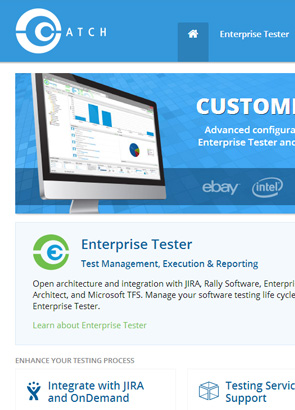 ATCH
Enterprise Tester
CUSTOMI
Advanced configura
Enterprise Tester and
ebay
intel
Enterprise Tester
Test Management, Execution & Reporting
Open architecture and integration with JIRA, Rally Software, Enterpri
Architect, and Microsoft TFS. Manage your software testing life cycle
Enterprise Tester.
Learn about Enterprise Tester
ENHANCE YOUR TESTING PROCESS
Integrate with JIRA
and OnDemand
Testing Servic
Support